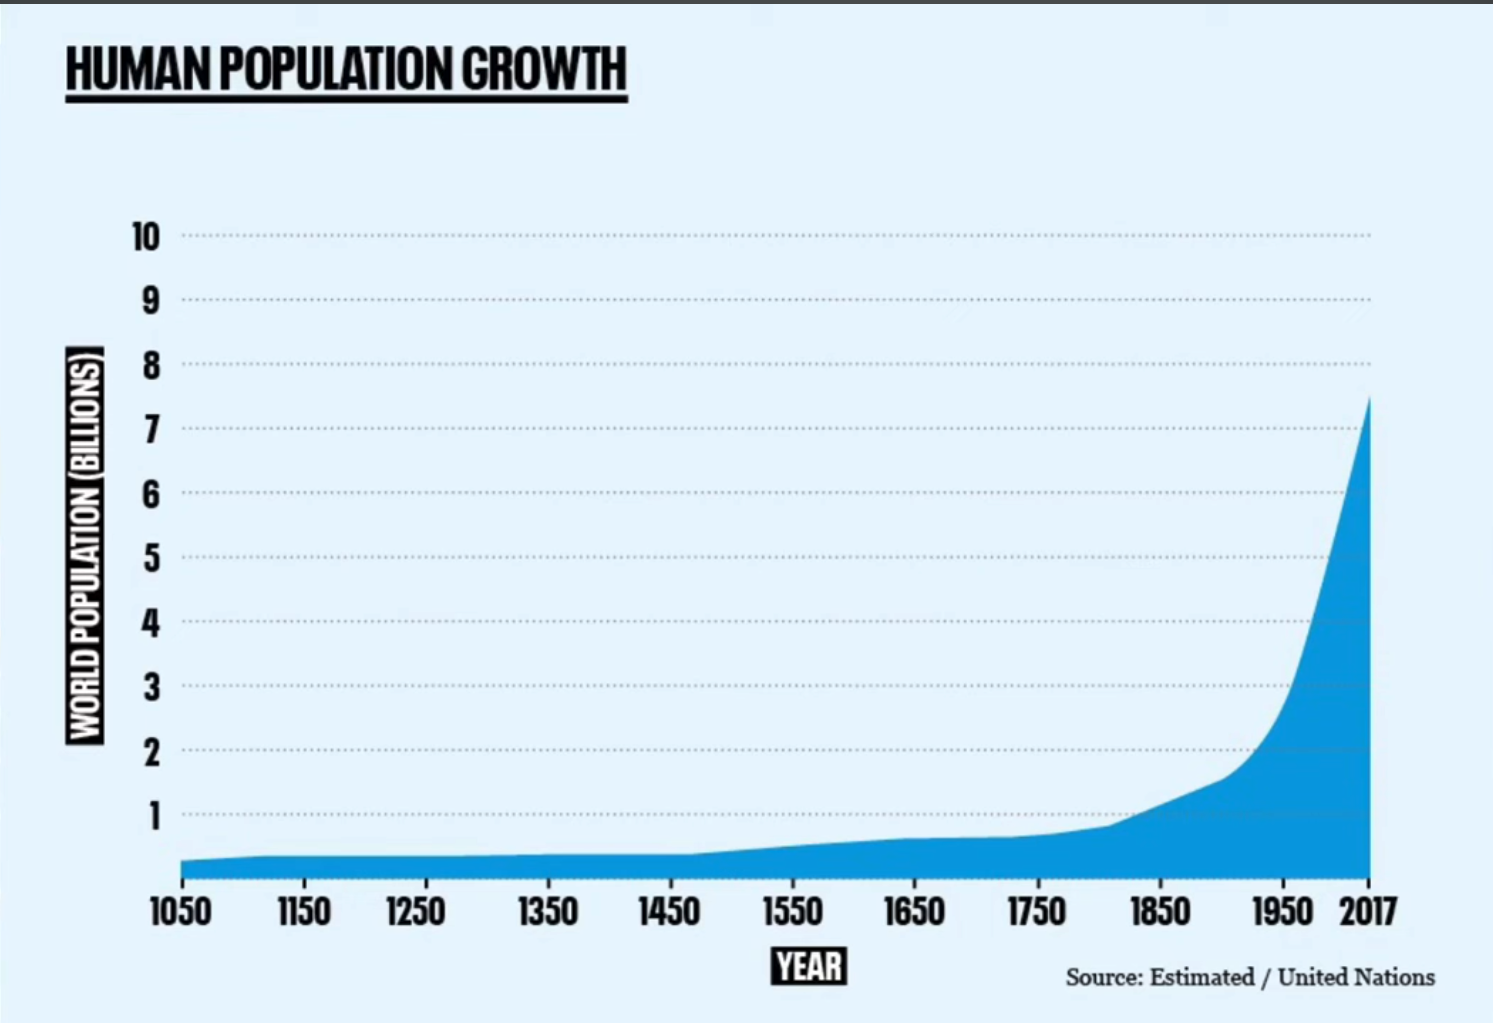 HUMAN POPULATION GROWTH
WORLD POPULATION (BILLIONS)
10
9
8
7
6
5
4
3
2
1
1050 1150 1250 1350 1450 1550 1650 1750 1850 1950 2017
YEAR
Source: Estimated / United Nations